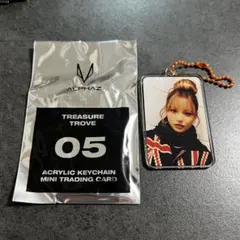 ALPHAZ
TREASURE
TROVE
05
ACRYLIC KEYCHAIN
MINI TRADING CARD